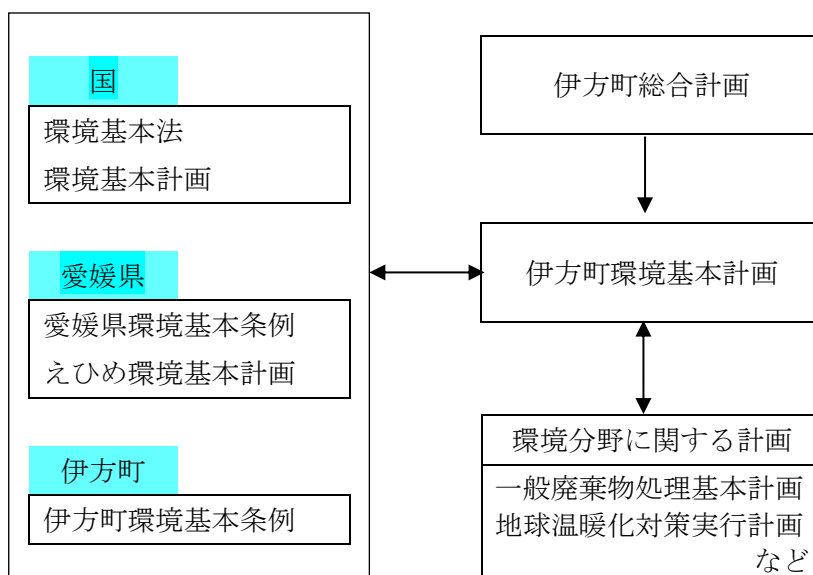 国
環境基本法
環境基本計画
愛媛県
愛媛県環境基本条例
えひめ環境基本計画
伊方町
伊方町環境基本条例
伊方町総合計画
伊方町環境基本計画
環境分野に関する計画
一般廃棄物処理基本計画
地球温暖化対策実行計画
など